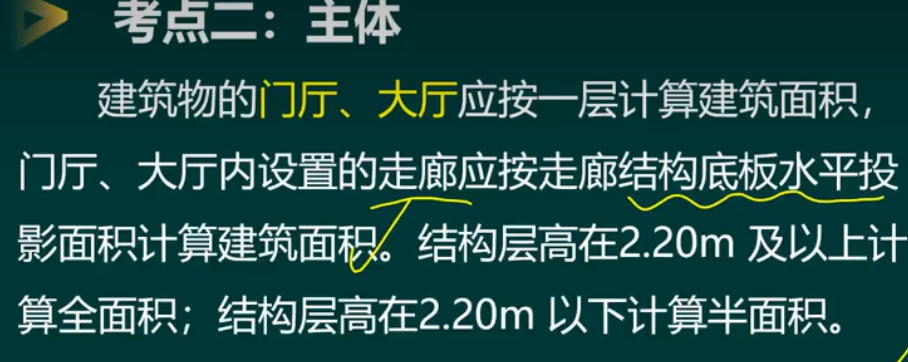 考点二：主体
建筑物的门厅、大厅应按一层计算建筑面积，
门厅、大厅内设置的走廊应按走廊结构底板水平投
影面积计算建筑面积。结构层高在2.20m 及以上计
算全面积；结构层高在2.20m 以下计算半面积。